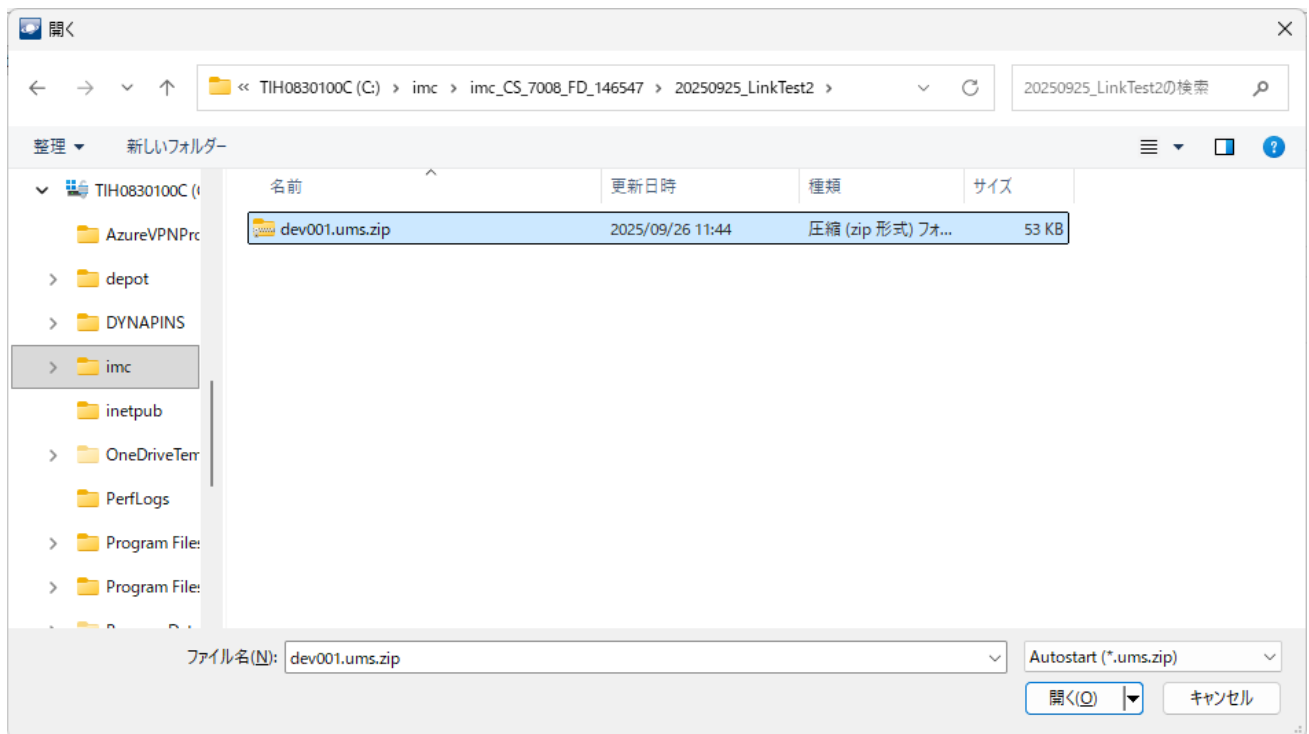 開く
« TIH0830100C (C:) › imc › imc_CS_7008_FD_146547 › 20250925_LinkTest2 ›
20250925_LinkTest2の検索
整理 新しいフォルダー
名前 更新日時 種類 サイズ
TIH0830100C (
dev001.ums.zip 2025/09/26 11:44 圧縮 (zip 形式) フォ... 53 KB
AzureVPNPrc
depot
DYNAPINS
imc
inetpub
OneDriveTem
PerfLogs
Program Files
Program Files
ファイル名(N): dev001.ums.zip Autostart (*.ums.zip)
開く(O) キャンセル